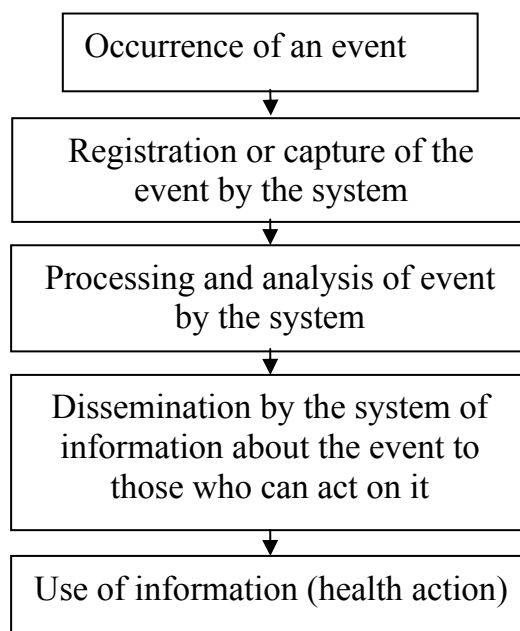 Occurrence of an event
Registration or capture of the
event by the system
Processing and analysis of event
by the system
Dissemination by the system of
information about the event to
those who can act on it
Use of information (health action)